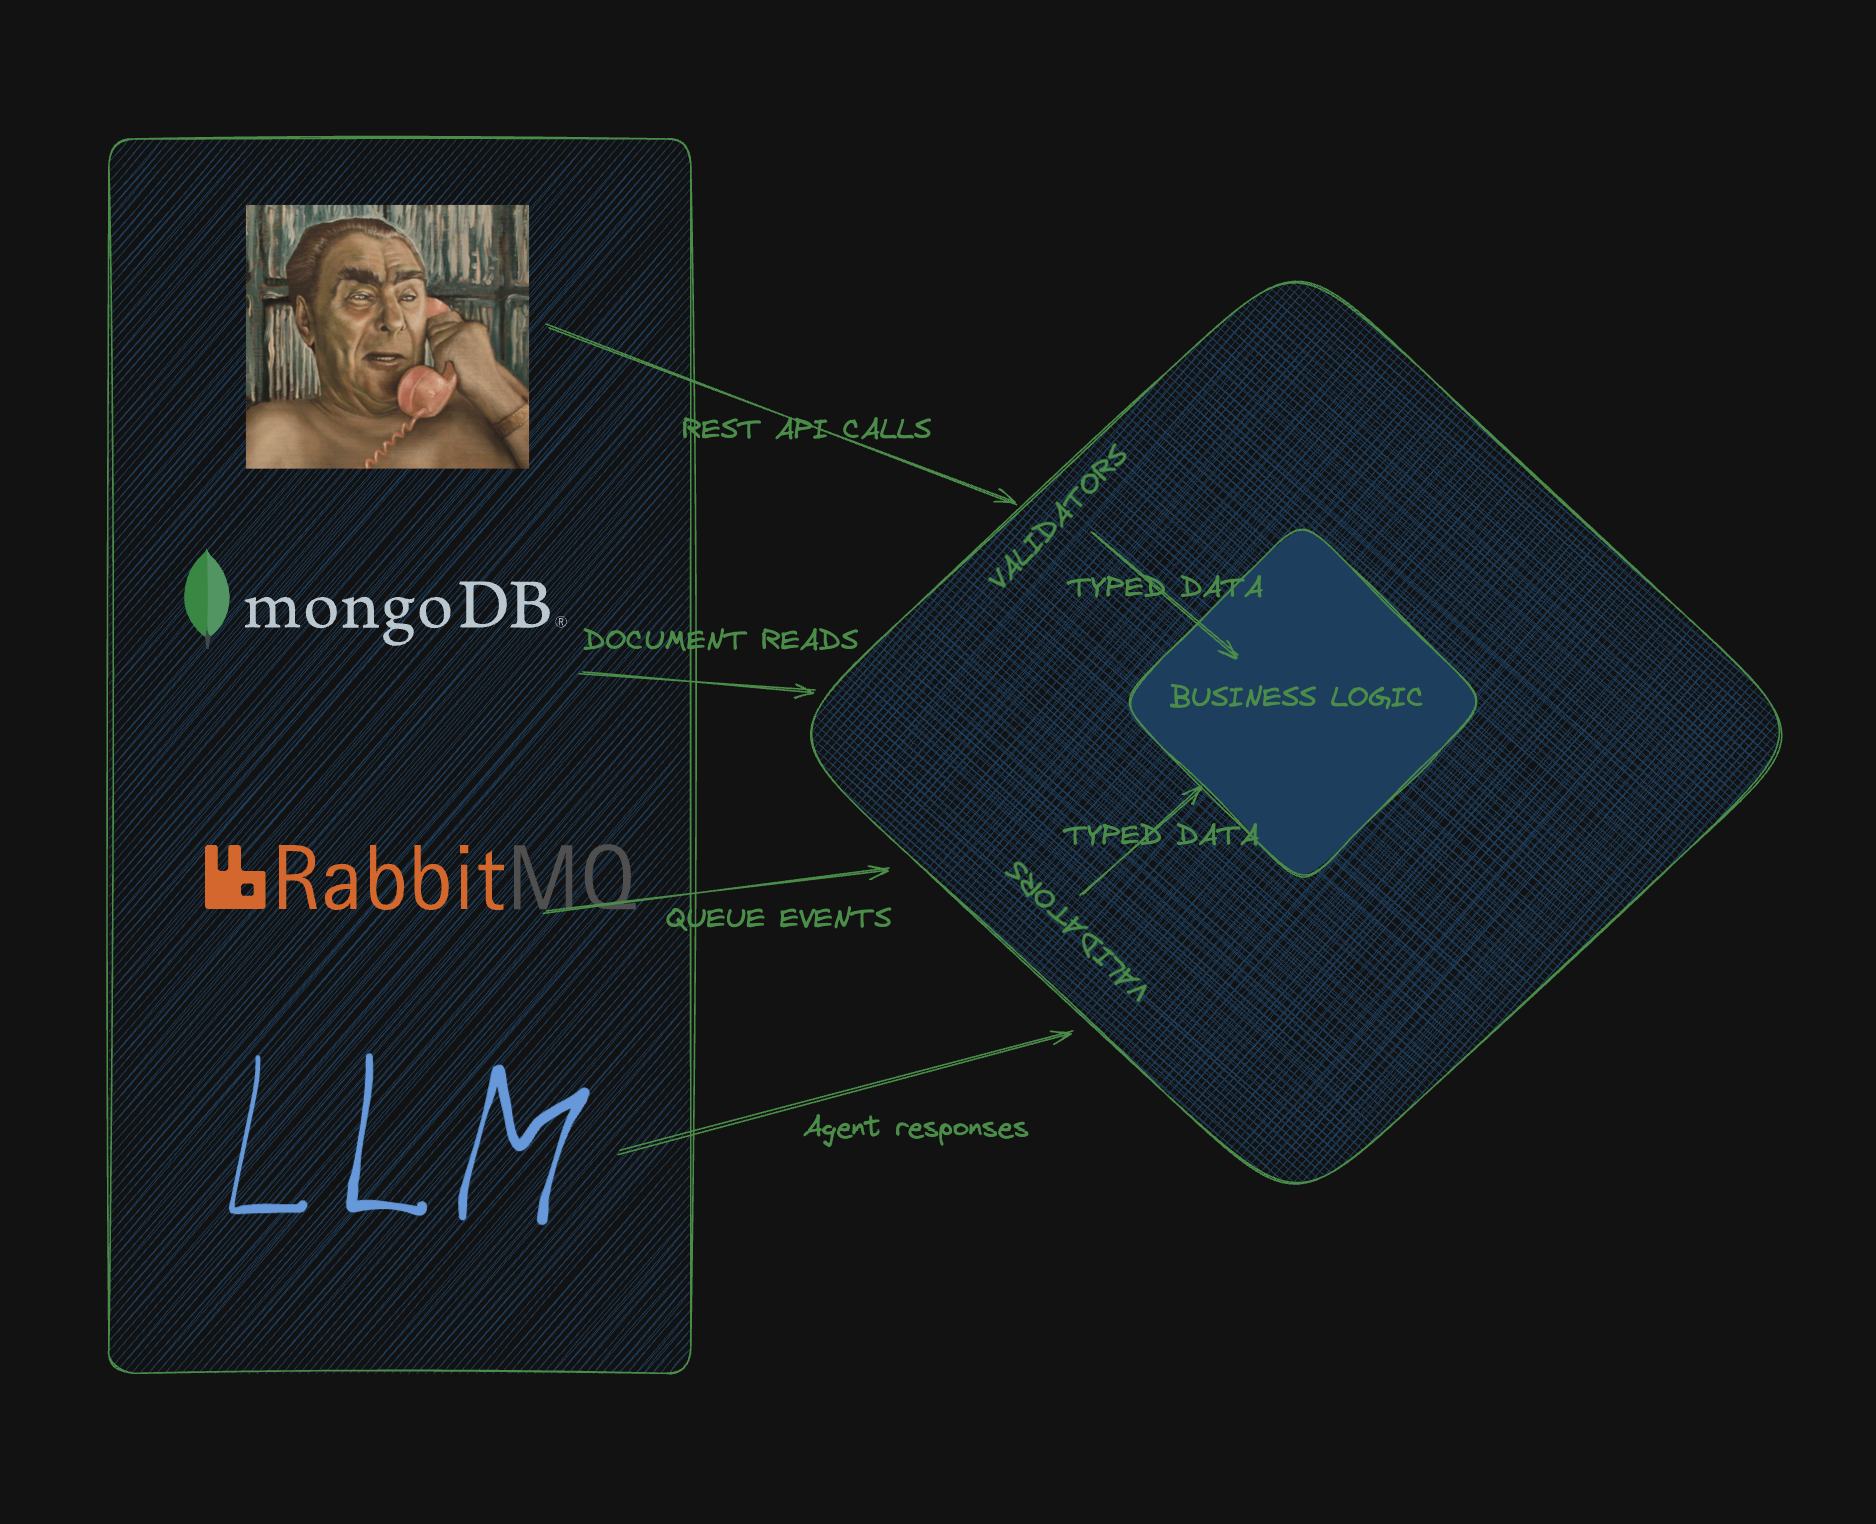 REST API CALLS
VALIDATORS
TYPED DATA
mongoDB®
DOCUMENT READS
BUSINESS LOGIC
TYPED DATA
RabbitMQ
QUEUE EVENTS
VALIDATORS
LLM
Agent responses